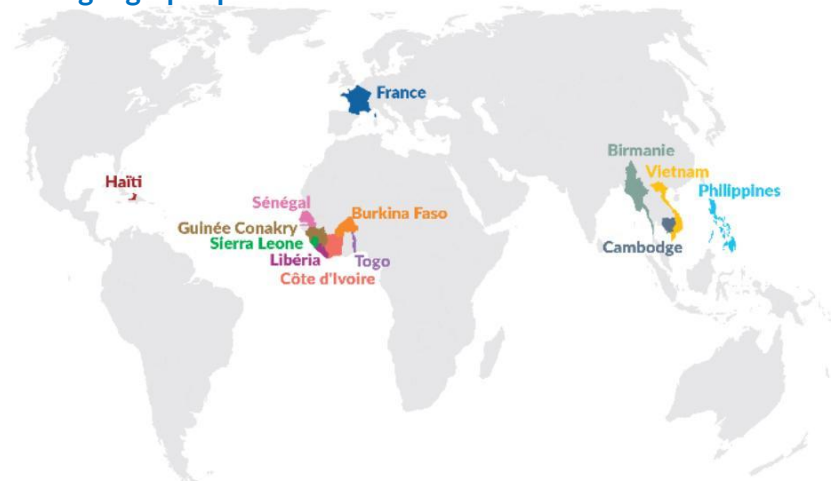 France
Birmanie
Vietnam
Haïti
Philippines
Sénégal
Burkina Faso
Guinée Conakry
Sierra Leone
Cambodge
Libéria
Togo
Côte d'Ivoire